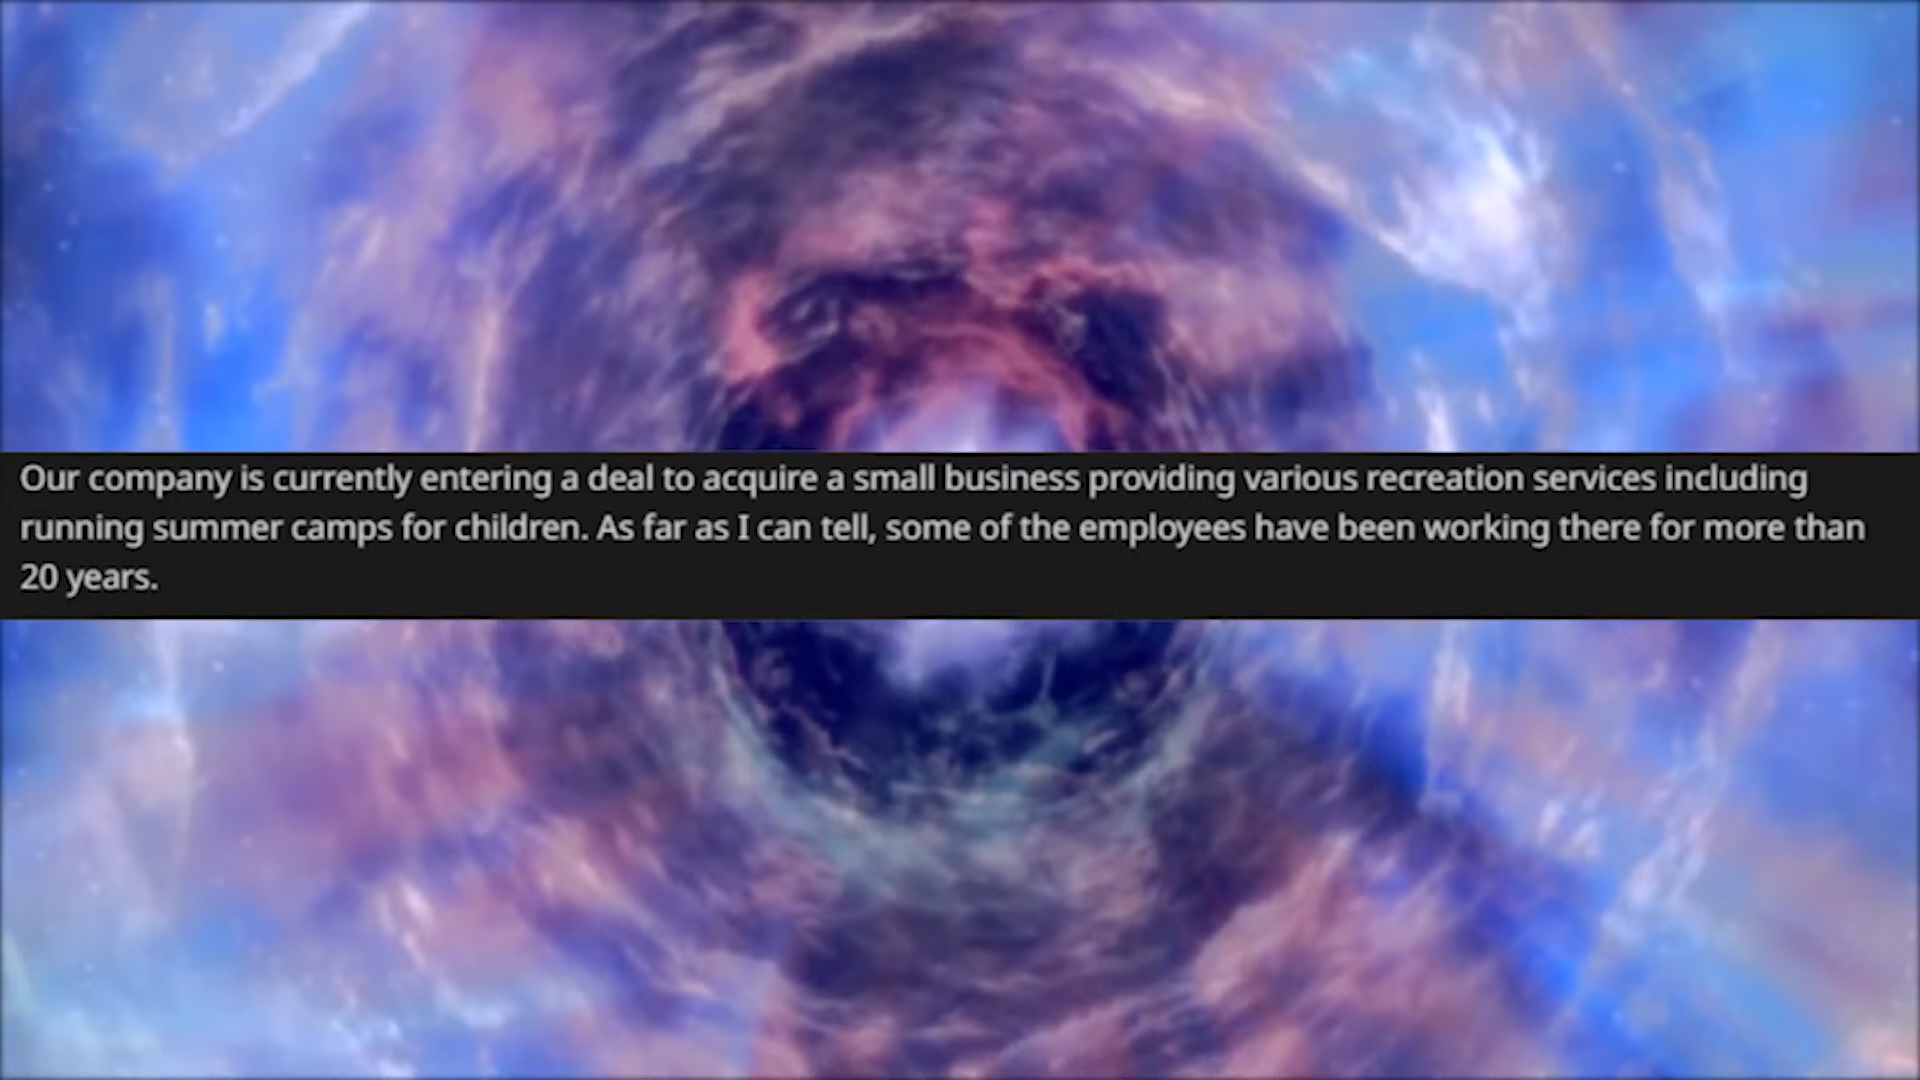 Our company is currently entering a deal to acquire a small business providing various recreation services including
running summer camps for children. As far as I can tell, some of the employees have been working there for more than
20 years.